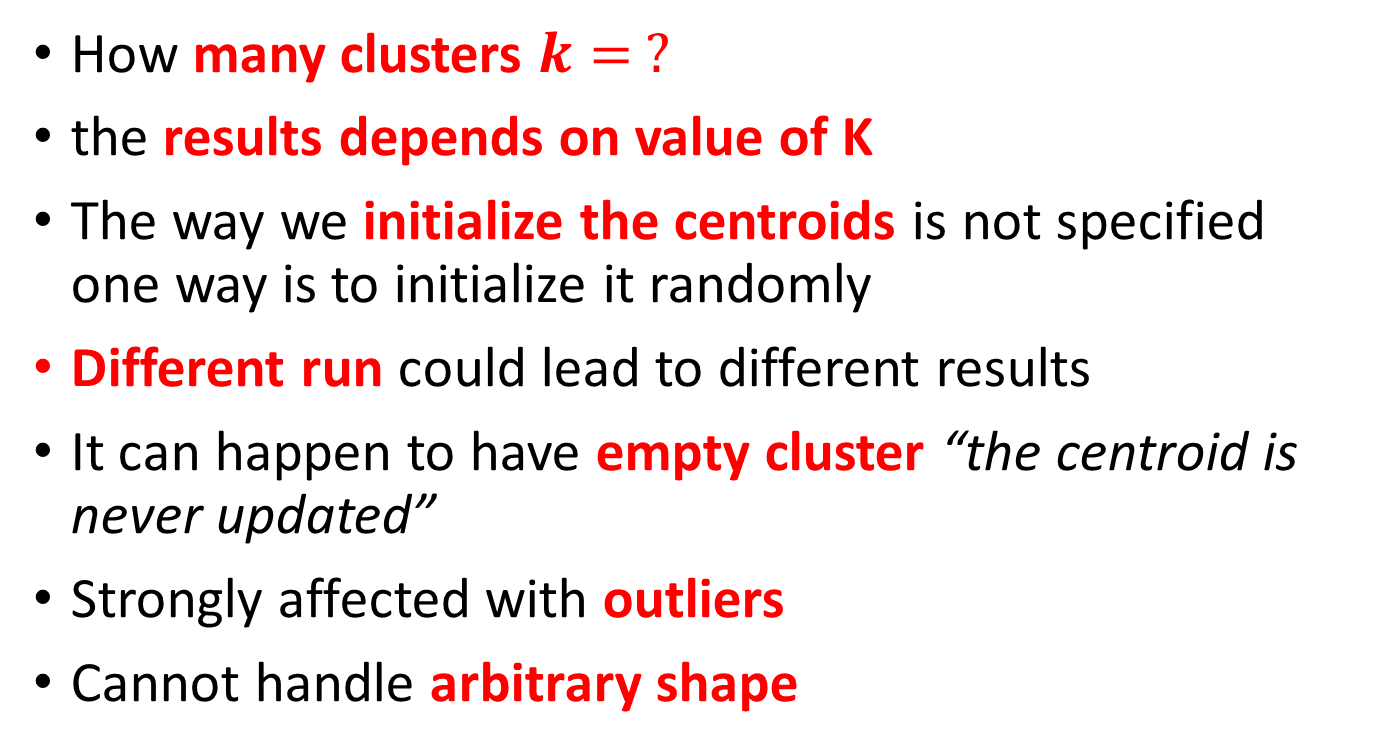 • How many clusters k = ?
• the results depends on value of K
• The way we initialize the centroids is not specified
one way is to initialize it randomly
• Different run could lead to different results
• It can happen to have empty cluster “the centroid is
never updated”
• Strongly affected with outliers
• Cannot handle arbitrary shape